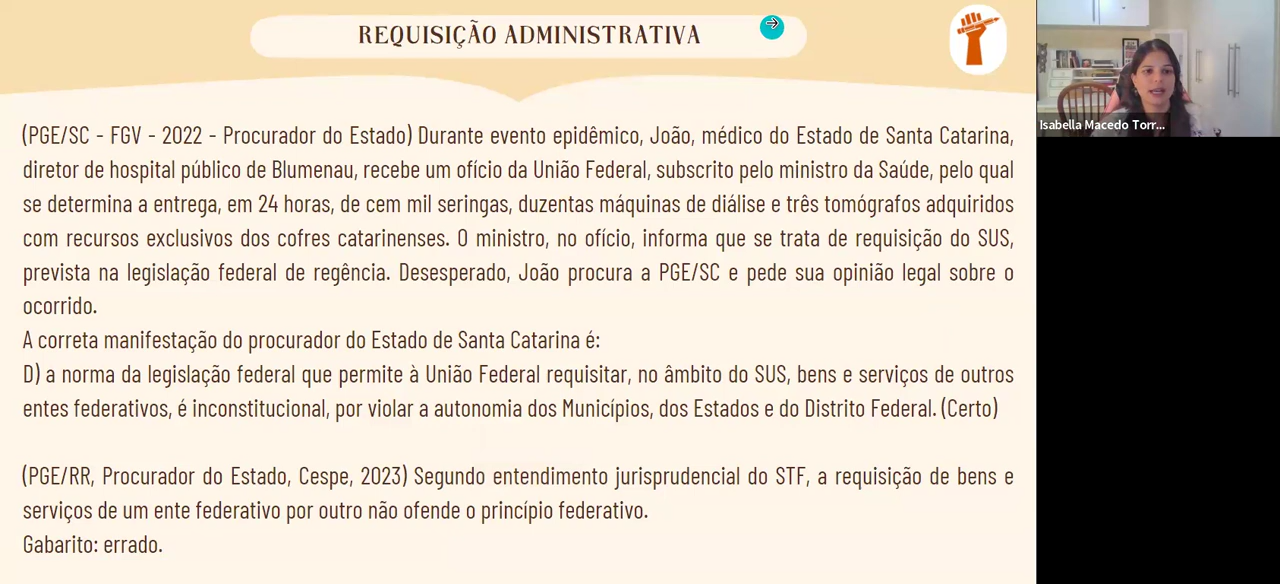 REQUISIÇÃO ADMINISTRATIVA
(PGE/SC - FGV - 2022 - Procurador do Estado) Durante evento epidêmico, João, médico do Estado de Santa Catarina,
diretor de hospital público de Blumenau, recebe um ofício da União Federal, subscrito pelo ministro da Saúde, pelo qual
se determina a entrega, em 24 horas, de cem mil seringas, duzentas máquinas de diálise e três tomógrafos adquiridos
com recursos exclusivos dos cofres catarinenses. O ministro, no ofício, informa que se trata de requisição do SUS,
prevista na legislação federal de regência. Desesperado, João procura a PGE/SC e pede sua opinião legal sobre o
ocorrido.
A correta manifestação do procurador do Estado de Santa Catarina é:
D) a norma da legislação federal que permite à União Federal requisitar, no âmbito do SUS, bens e serviços de outros
entes federativos, é inconstitucional, por violar a autonomia dos Municípios, dos Estados e do Distrito Federal. (Certo)
(PGE/RR, Procurador do Estado, Cespe, 2023) Segundo entendimento jurisprudencial do STF, a requisição de bens e
serviços de um ente federativo por outro não ofende o princípio federativo.
Gabarito: errado.
Isabella Macedo Torr...